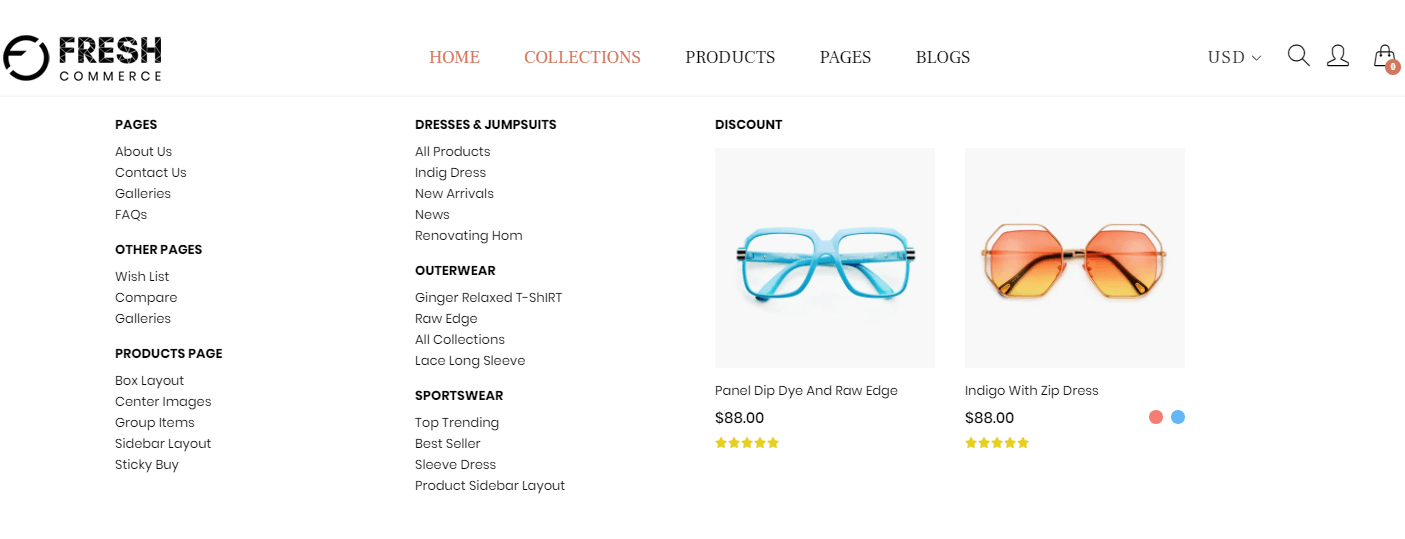 FRESH
COMMERCE
HOME COLLECTIONS PRODUCTS PAGES BLOGS
USD
0
PAGES
About Us
Contact Us
Galleries
FAQs
OTHER PAGES
Wish List
Compare
Galleries
PRODUCTS PAGE
Box Layout
Center Images
Group Items
Sidebar Layout
Sticky Buy
DRESSES & JUMPSUITS
All Products
Indig Dress
New Arrivals
News
Renovating Hom
OUTERWEAR
Ginger Relaxed T-ShIRT
Raw Edge
All Collections
Lace Long Sleeve
SPORTSWEAR
Top Trending
Best Seller
Sleeve Dress
Product Sidebar Layout
DISCOUNT
Panel Dip Dye And Raw Edge
$88.00
Indigo With Zip Dress
$88.00